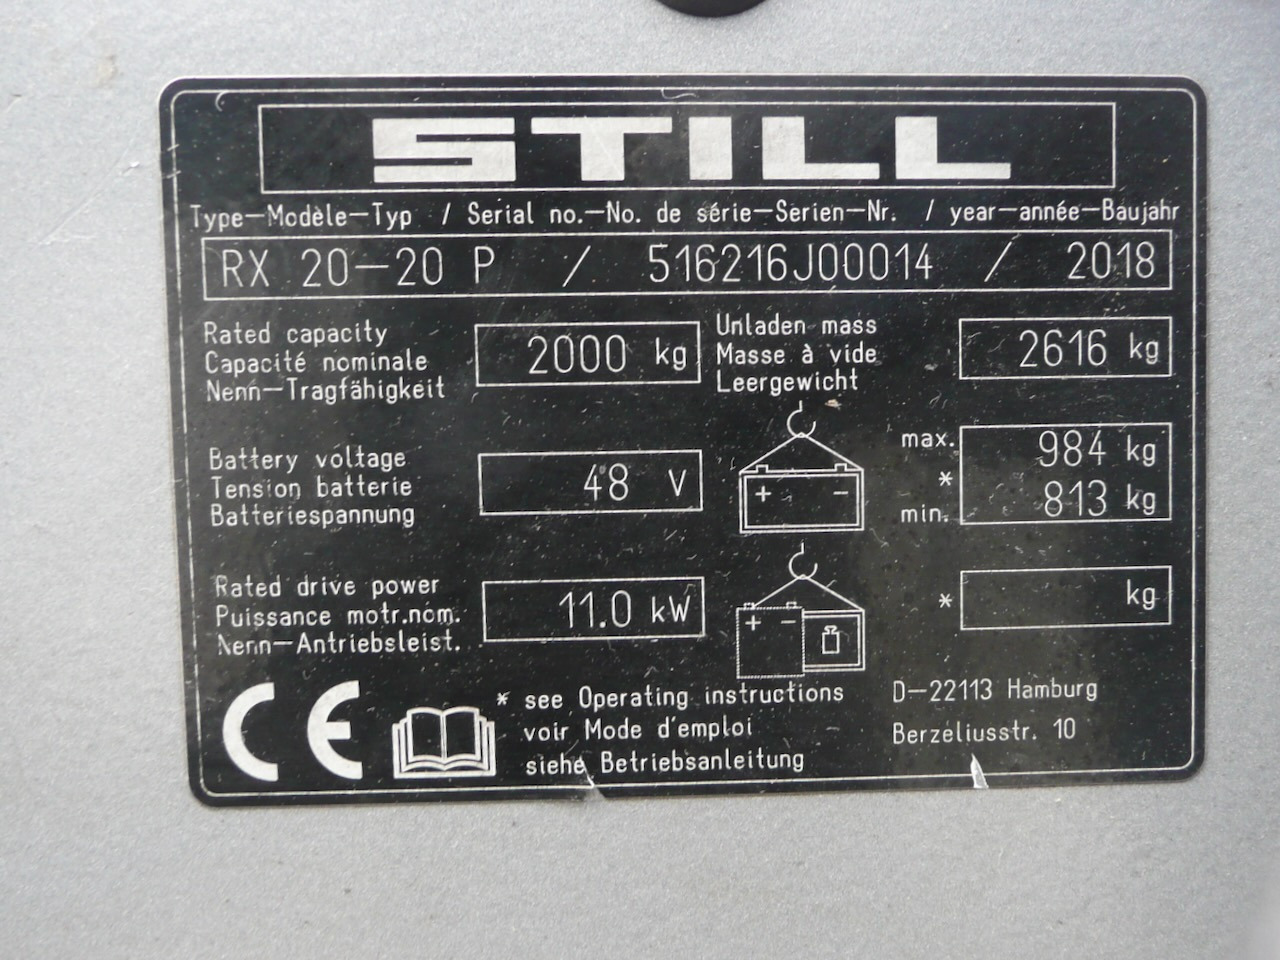 STILL
Type-Modèle-Typ / Serial no.-No. de série-Serien-Nr. / year-année-Baujahr
RX 20-20 P / 516216J00014 / 2018
Rated capacity
Capacité nominale
Nenn-Tragfähigkeit
2000 kg
Unladen mass
Masse à vide
Leergewicht
2616 kg
Battery voltage
Tension batterie
Batteriespannung
48 V
+ -
max. 984 kg
*
min. 813 kg
Rated drive power
Puissance motr.nom.
Nenn-Antriebsleist.
11.0 kW
+ -
* kg
CE
* see Operating instructions
voir Mode d'emploi
siehe Betriebsanleitung
D-22113 Hamburg
Berzeliusstr. 10